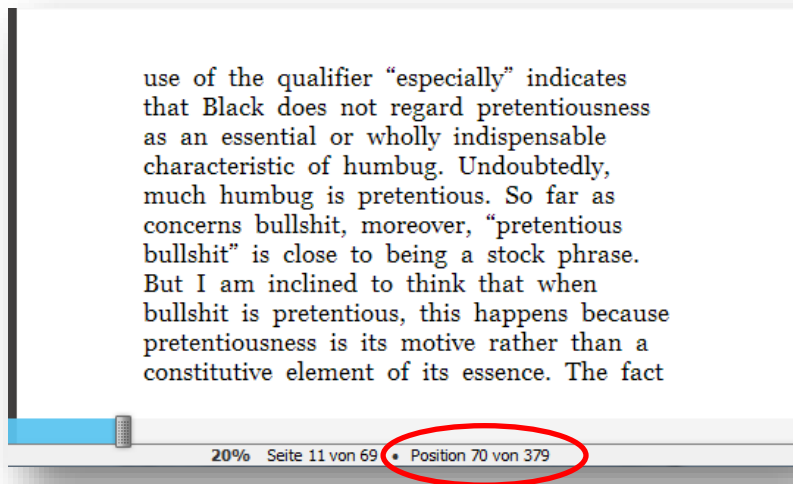 use of the qualifier “especially” indicates
that Black does not regard pretentiousness
as an essential or wholly indispensable
characteristic of humbug. Undoubtedly,
much humbug is pretentious. So far as
concerns bullshit, moreover, “pretentious
bullshit” is close to being a stock phrase.
But I am inclined to think that when
bullshit is pretentious, this happens because
pretentiousness is its motive rather than a
constitutive element of its essence. The fact
20% Seite 11 von 69 • Position 70 von 379